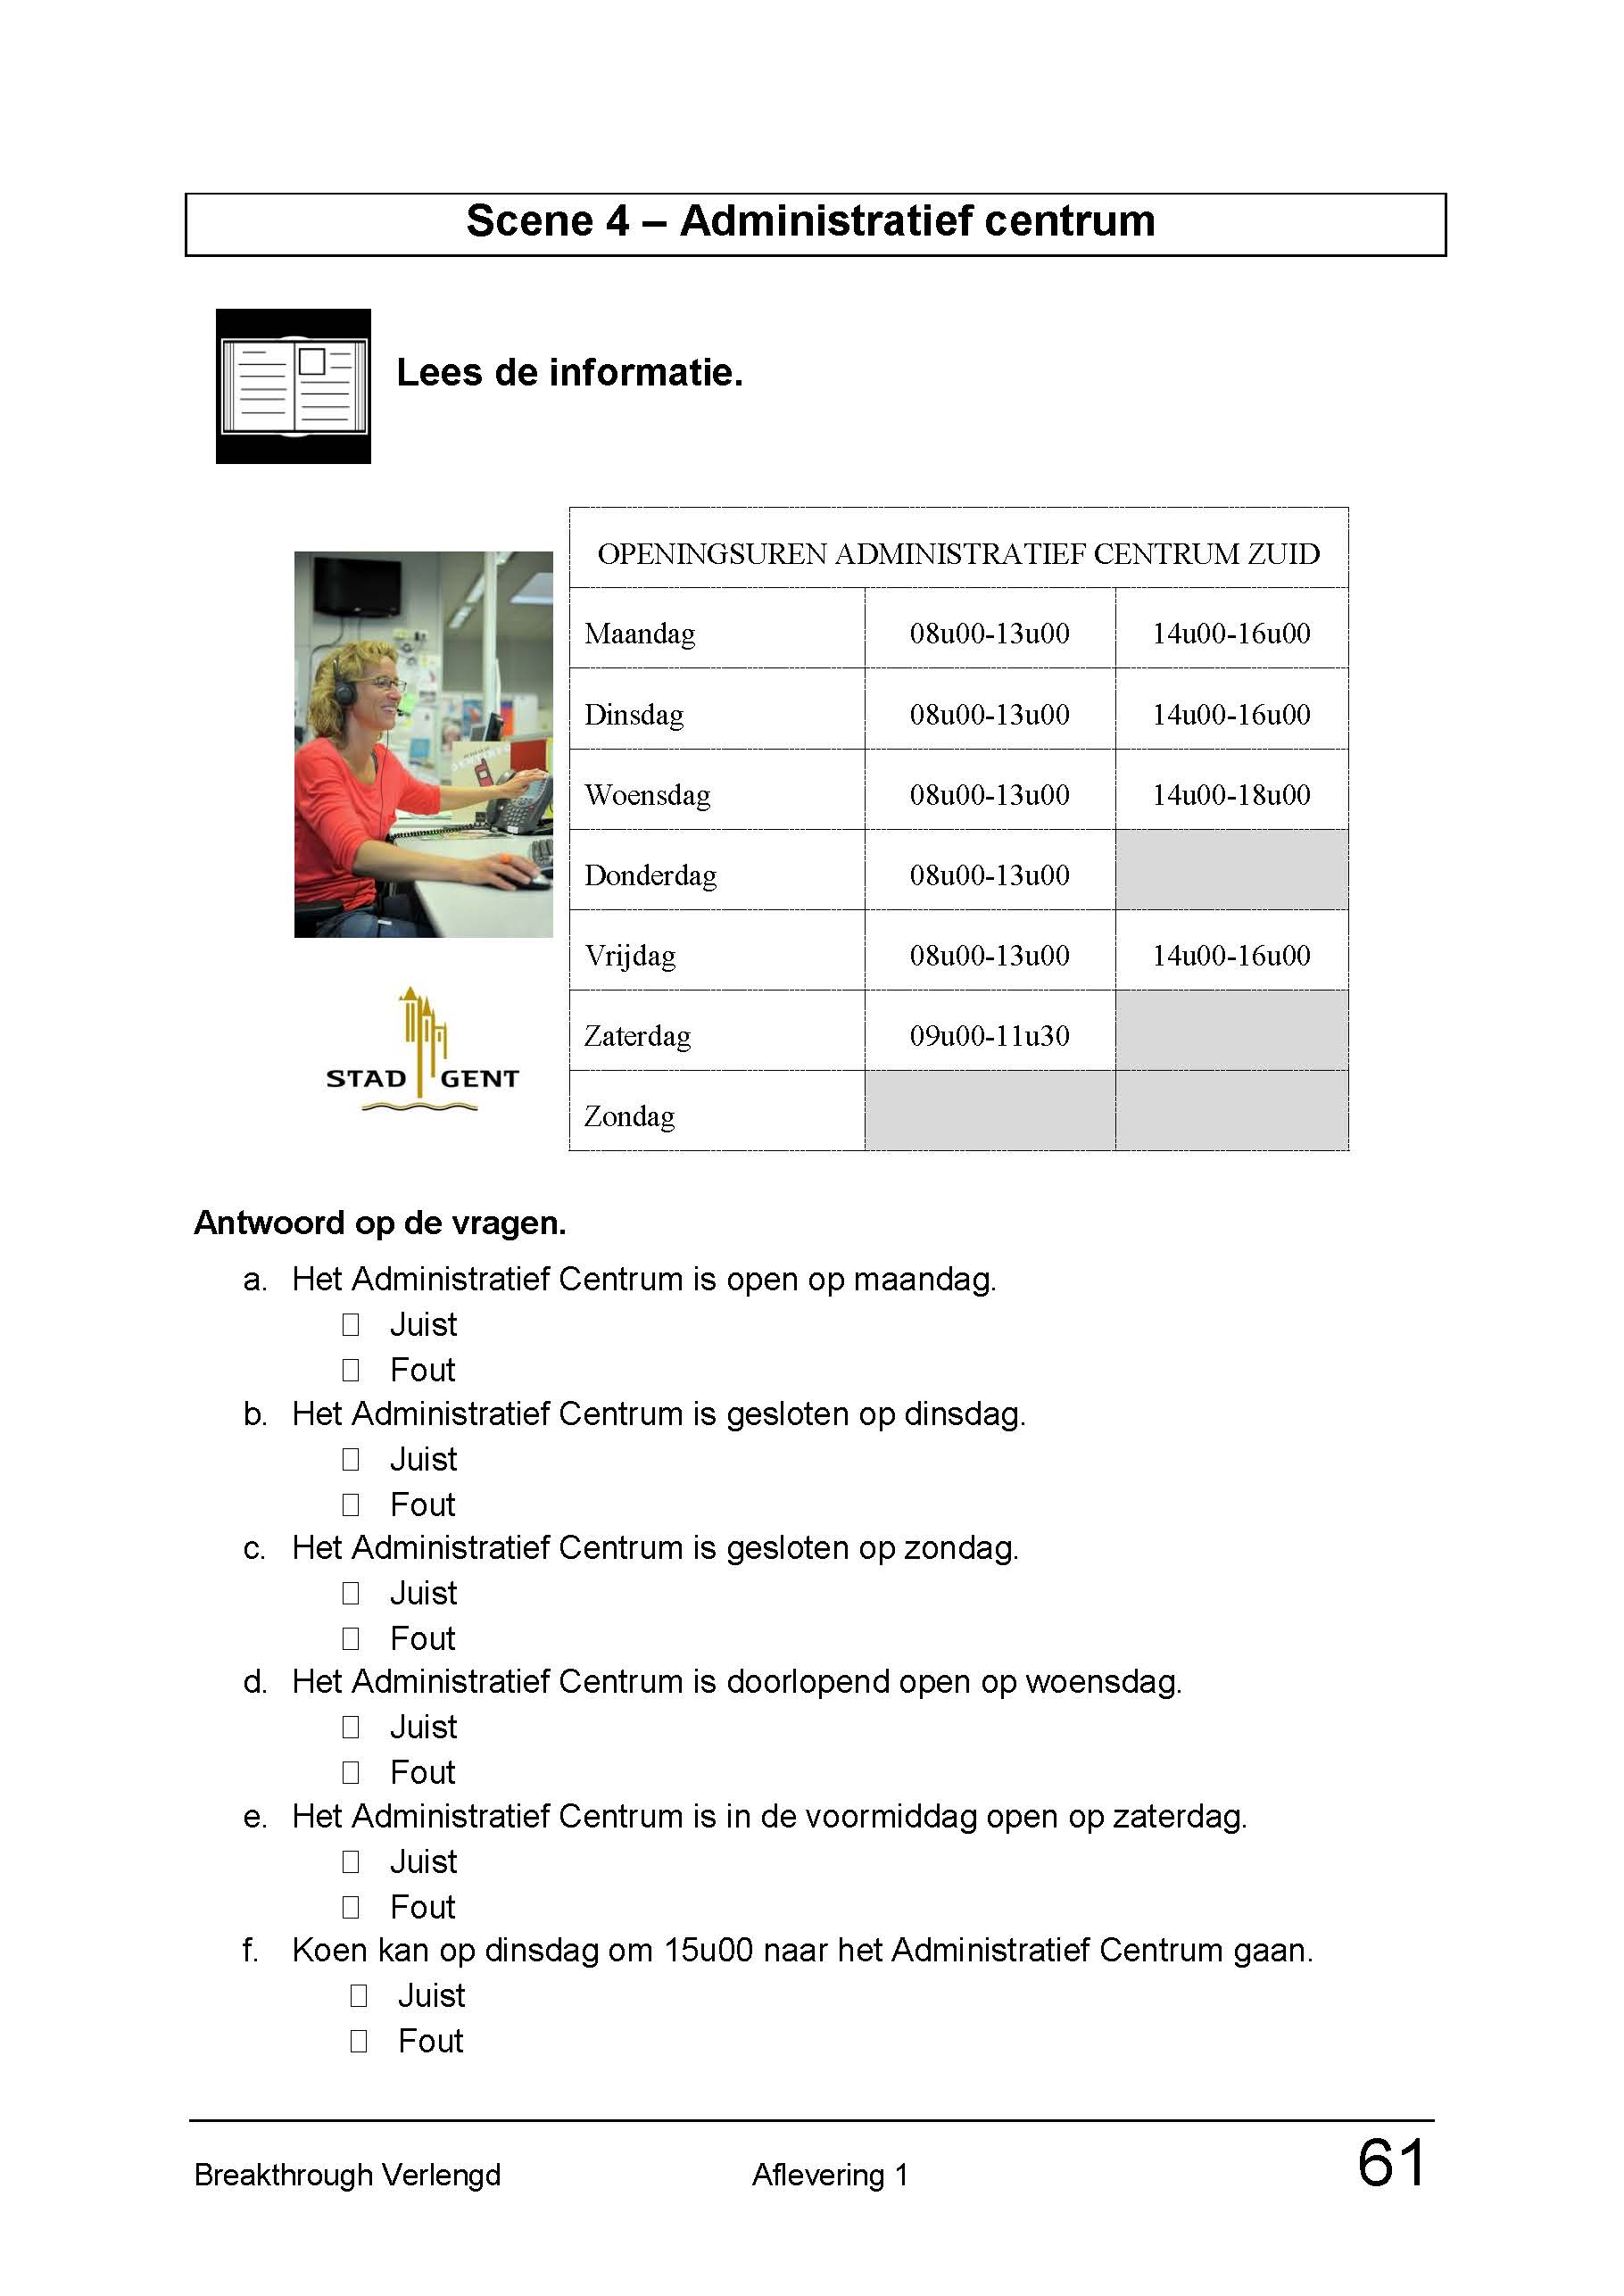 Scene 4 – Administratief centrum
Lees de informatie.
OPENINGSUREN ADMINISTRATIEF CENTRUM ZUID
Maandag 08u00-13u00 14u00-16u00
Dinsdag 08u00-13u00 14u00-16u00
Woensdag 08u00-13u00 14u00-18u00
Donderdag 08u00-13u00
Vrijdag 08u00-13u00 14u00-16u00
Zaterdag 09u00-11u30
Zondag
STAD GENT
Antwoord op de vragen.
a. Het Administratief Centrum is open op maandag.
Juist
Fout
b. Het Administratief Centrum is gesloten op dinsdag.
Juist
Fout
c. Het Administratief Centrum is gesloten op zondag.
Juist
Fout
d. Het Administratief Centrum is doorlopend open op woensdag.
Juist
Fout
e. Het Administratief Centrum is in de voormiddag open op zaterdag.
Juist
Fout
f. Koen kan op dinsdag om 15u00 naar het Administratief Centrum gaan.
Juist
Fout
Breakthrough Verlengd Aflevering 1 61